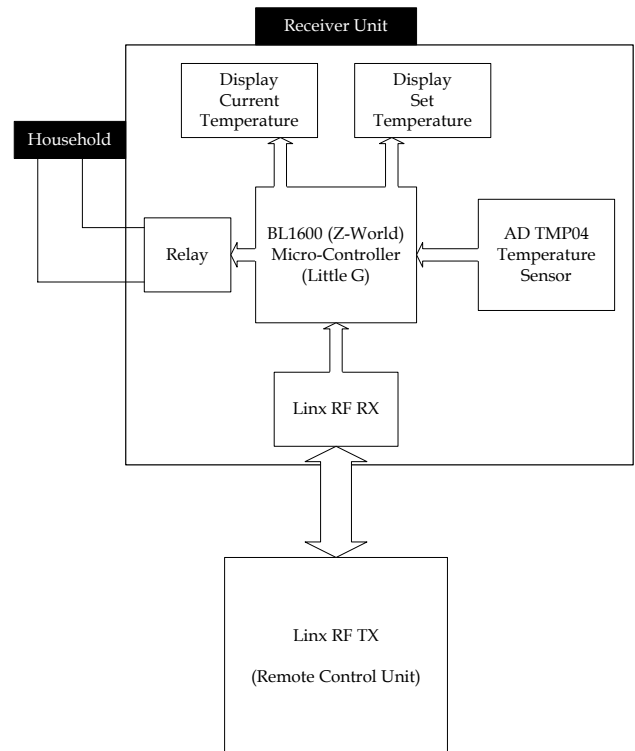 Receiver Unit
Display
Current
Temperature
Display
Set
Temperature
Household
Relay
BL1600 (Z-World)
Micro-Controller
(Little G)
AD TMP04
Temperature
Sensor
Linx RF RX
Linx RF TX
(Remote Control Unit)